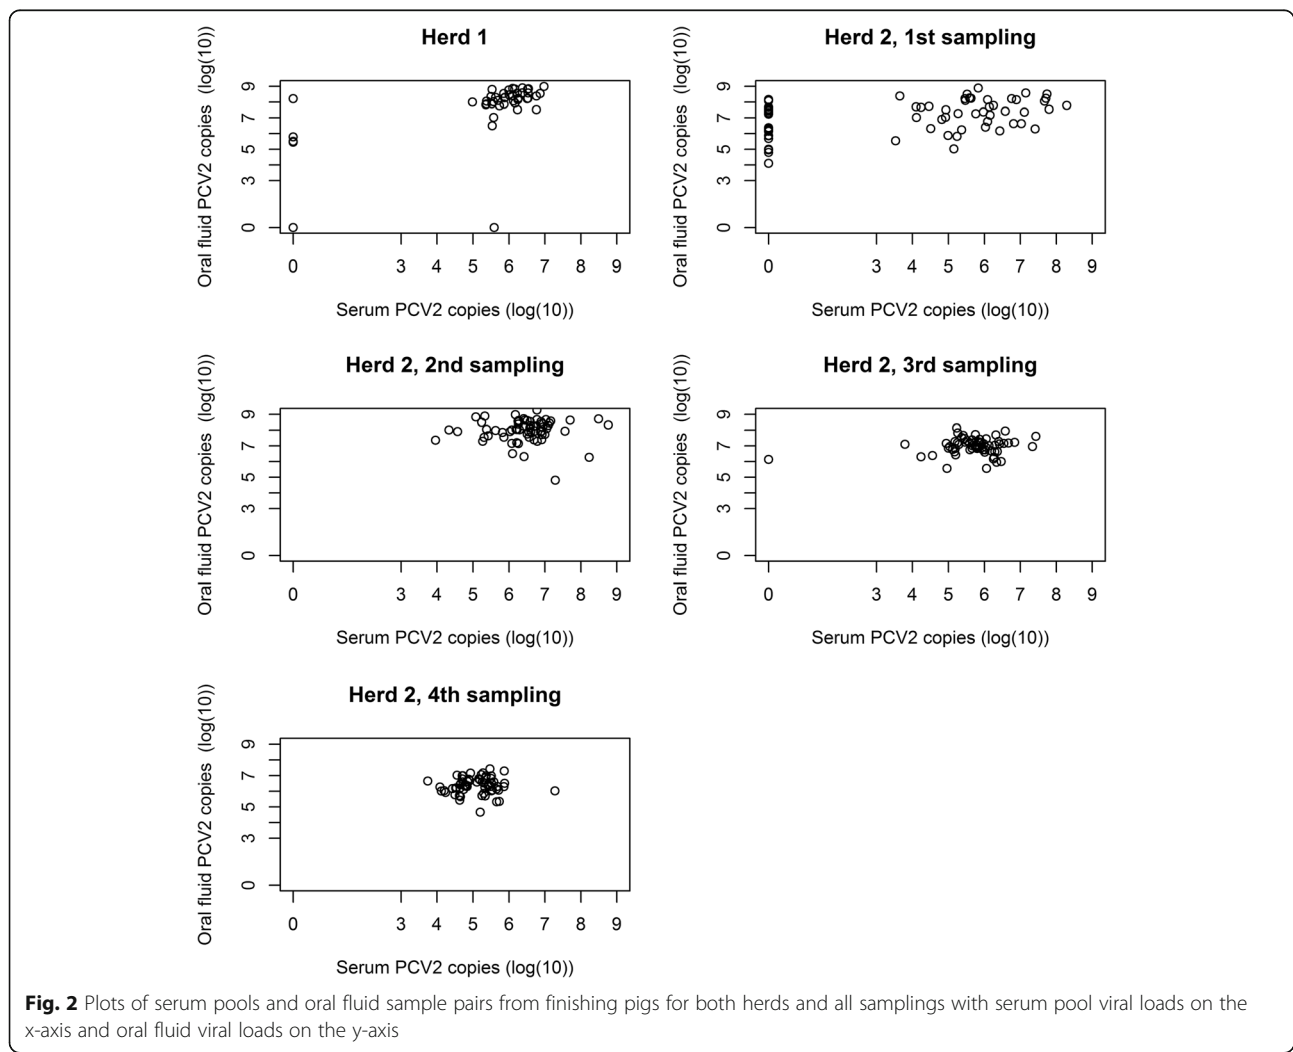 Herd 1
Oral fluid PCV2 copies (log(10))
9
7
5
3
0
0 3 4 5 6 7 8 9
Serum PCV2 copies (log(10))
Herd 2, 1st sampling
Oral fluid PCV2 copies (log(10))
9
7
5
3
0
0 3 4 5 6 7 8 9
Serum PCV2 copies (log(10))
Herd 2, 2nd sampling
Oral fluid PCV2 copies (log(10))
9
7
5
3
0
0 3 4 5 6 7 8 9
Serum PCV2 copies (log(10))
Herd 2, 3rd sampling
Oral fluid PCV2 copies (log(10))
9
7
5
3
0
0 3 4 5 6 7 8 9
Serum PCV2 copies (log(10))
Herd 2, 4th sampling
Oral fluid PCV2 copies (log(10))
9
7
5
3
0
0 3 4 5 6 7 8 9
Serum PCV2 copies (log(10))
Fig. 2 Plots of serum pools and oral fluid sample pairs from finishing pigs for both herds and all samplings with serum pool viral loads on the
x-axis and oral fluid viral loads on the y-axis